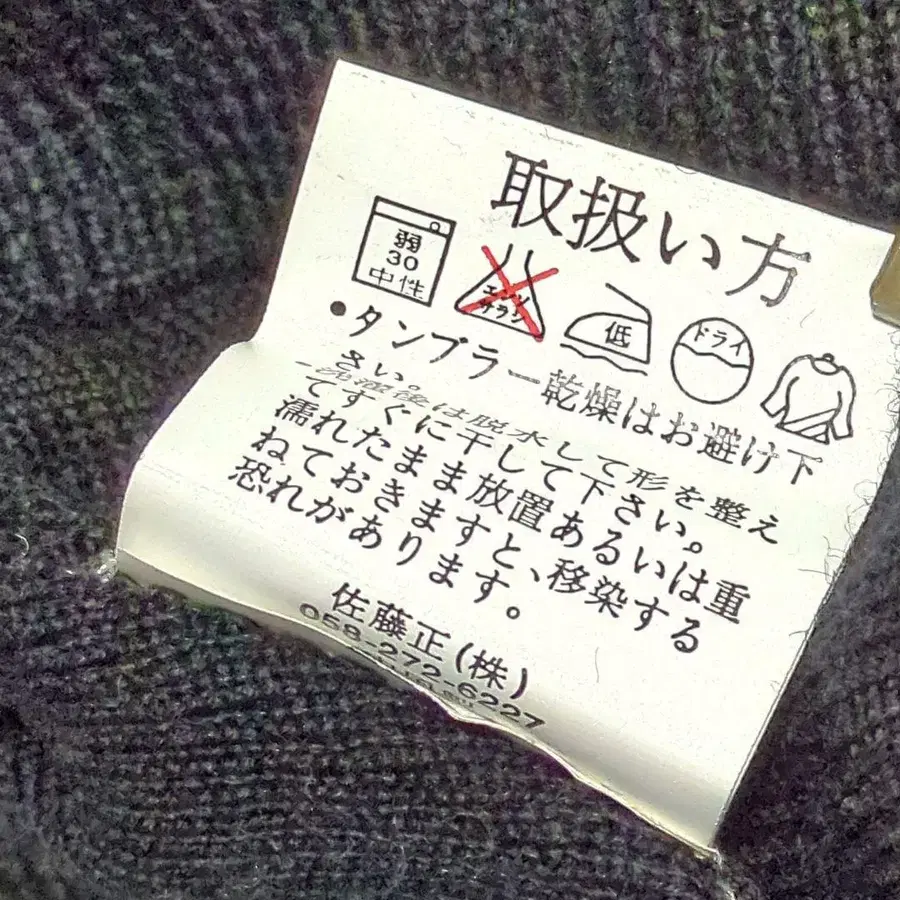 取扱い方
弱
30
中性
エンソ
サラシ
低
ドライ
•タンブラー乾燥はお避け下
さい。
洗濯後は脱水して形を整え
てすぐに干して下さい。
濡れたまま放置あるいは重
ねておきますと、移染する
恐れがあります。
佐藤正(株)
058-272-6227